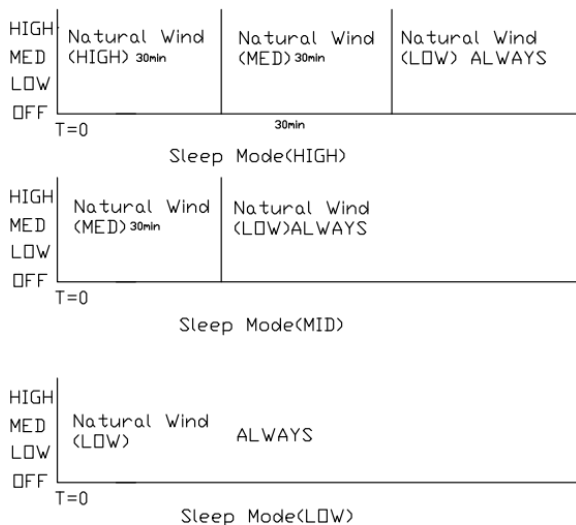 HIGH
MED
LOW
OFF
Natural Wind
(HIGH) 30min
Natural Wind
(MED) 30min
Natural Wind
(LOW) ALWAYS
T=0
30min
Sleep Mode(HIGH)
HIGH
MED
LOW
OFF
Natural Wind
(MED) 30min
Natural Wind
(LOW)ALWAYS
T=0
Sleep Mode(MID)
HIGH
MED
LOW
OFF
Natural Wind
(LOW)
ALWAYS
T=0
Sleep Mode(LOW)